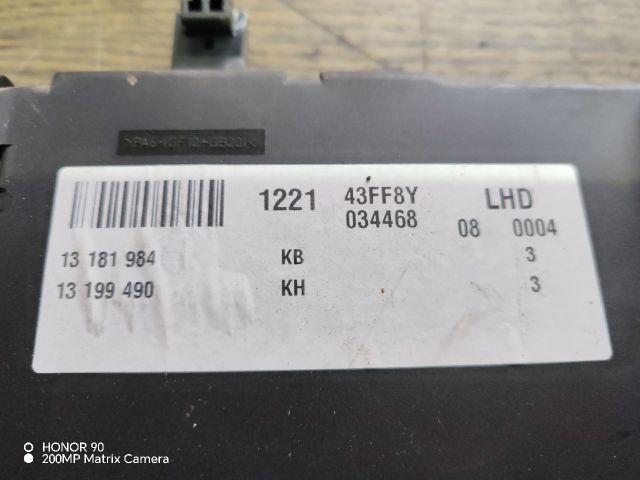 >PA6-(GF10+GB20)<
1221 43FF8Y LHD
034468 08 0004
13 181 984 KB 3
13 199 490 KH 3
HONOR 90
200MP Matrix Camera